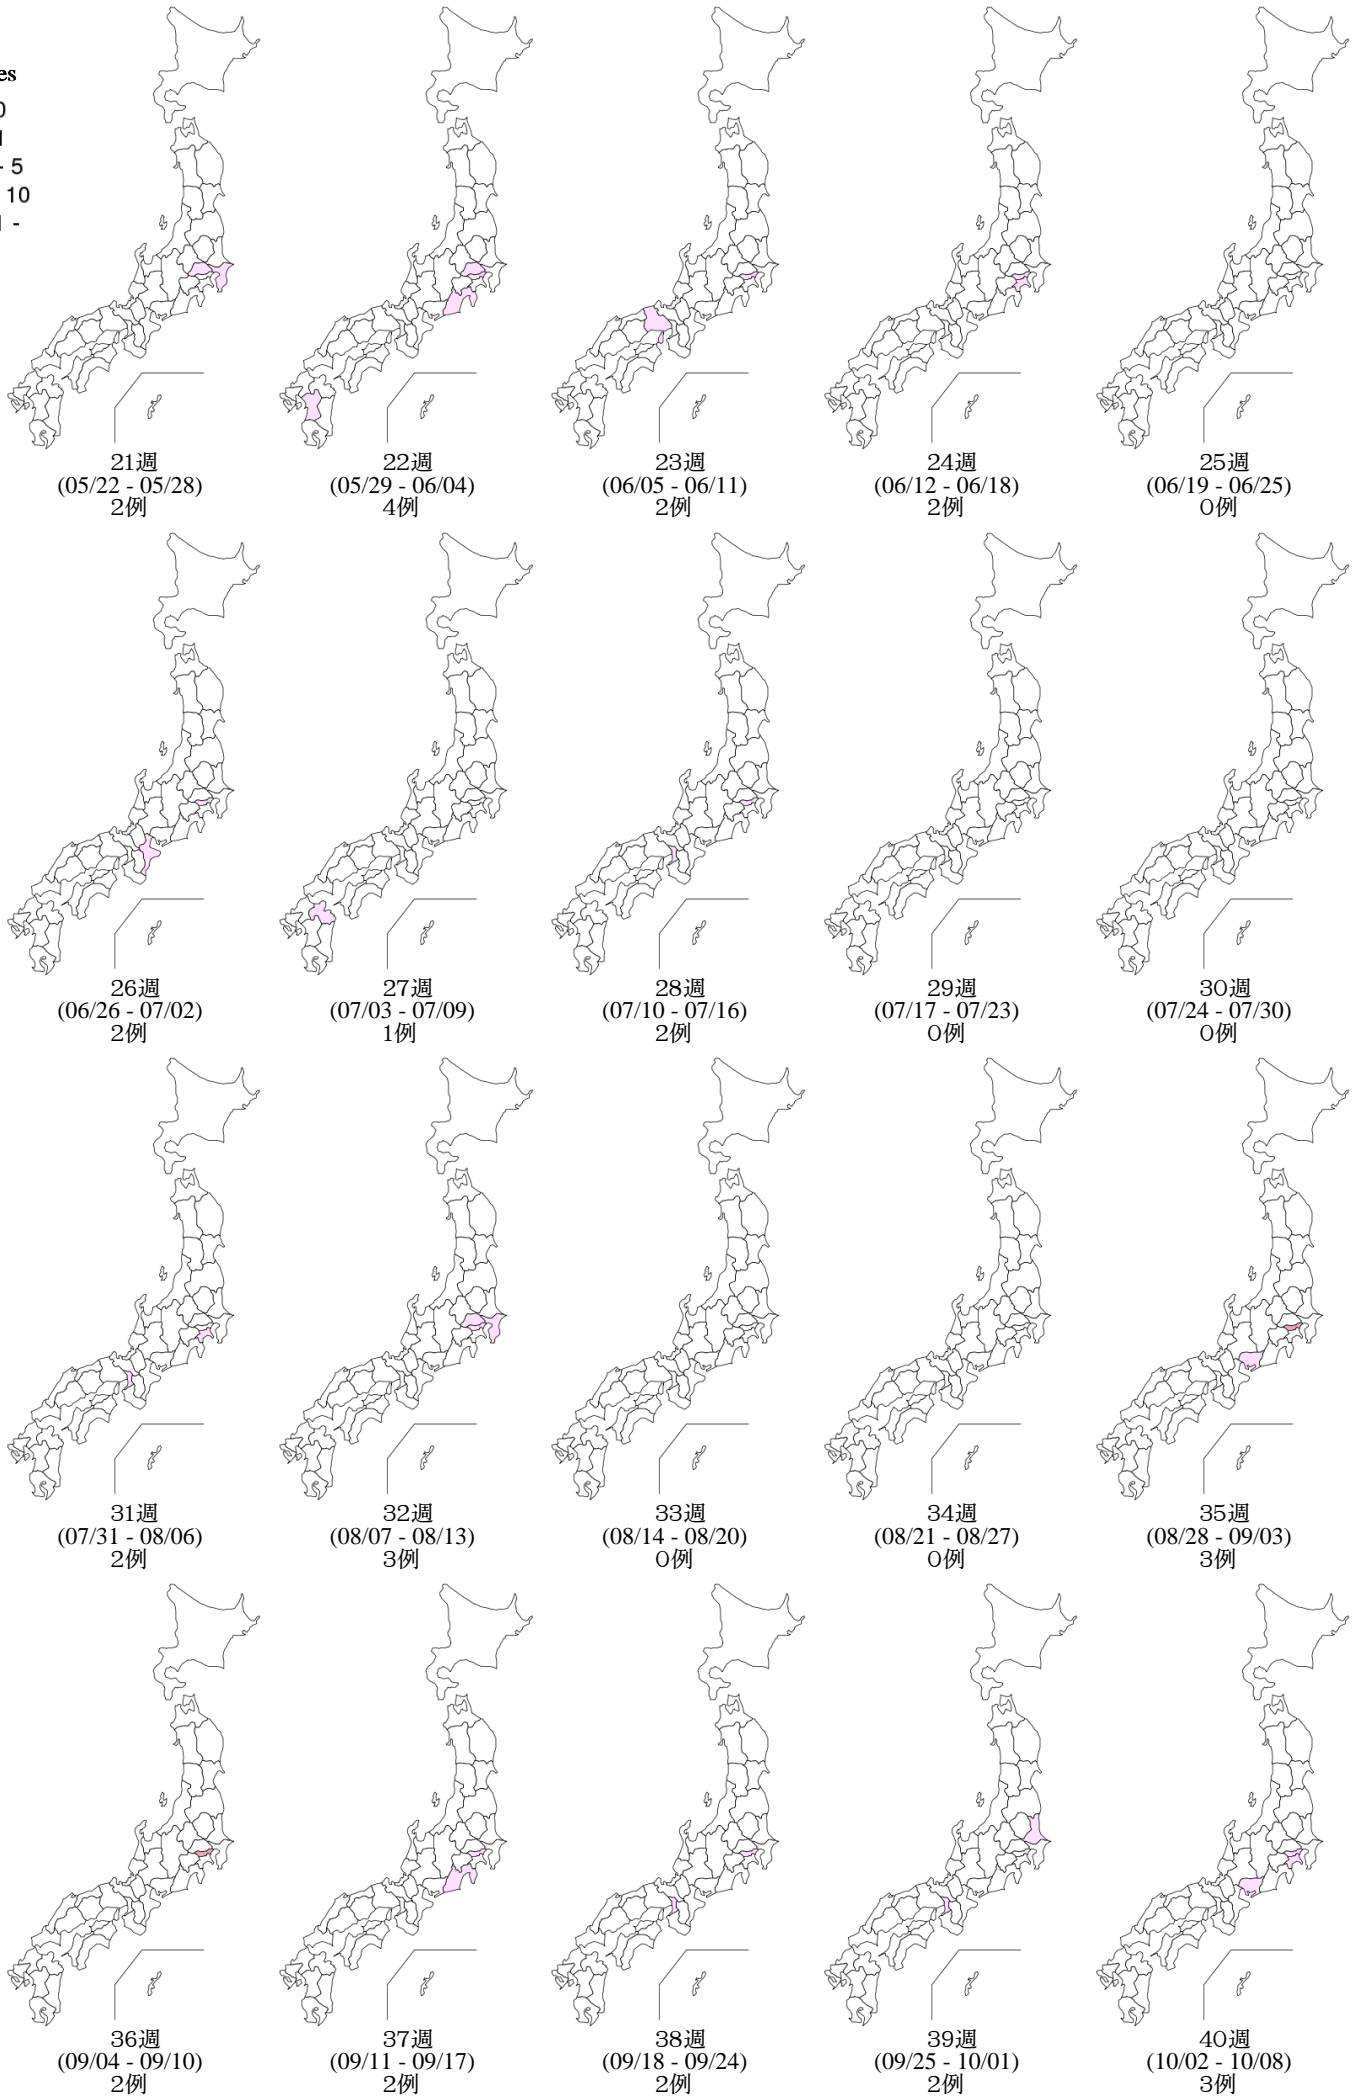 es
0
1
- 5
10
1 -
21週
(05/22 - 05/28)
2例
22週
(05/29 - 06/04)
4例
23週
(06/05 - 06/11)
2例
24週
(06/12 - 06/18)
2例
25週
(06/19 - 06/25)
0例
26週
(06/26 - 07/02)
2例
27週
(07/03 - 07/09)
1例
28週
(07/10 - 07/16)
2例
29週
(07/17 - 07/23)
0例
30週
(07/24 - 07/30)
0例
31週
(07/31 - 08/06)
2例
32週
(08/07 - 08/13)
3例
33週
(08/14 - 08/20)
0例
34週
(08/21 - 08/27)
0例
35週
(08/28 - 09/03)
3例
36週
(09/04 - 09/10)
2例
37週
(09/11 - 09/17)
2例
38週
(09/18 - 09/24)
2例
39週
(09/25 - 10/01)
2例
40週
(10/02 - 10/08)
3例